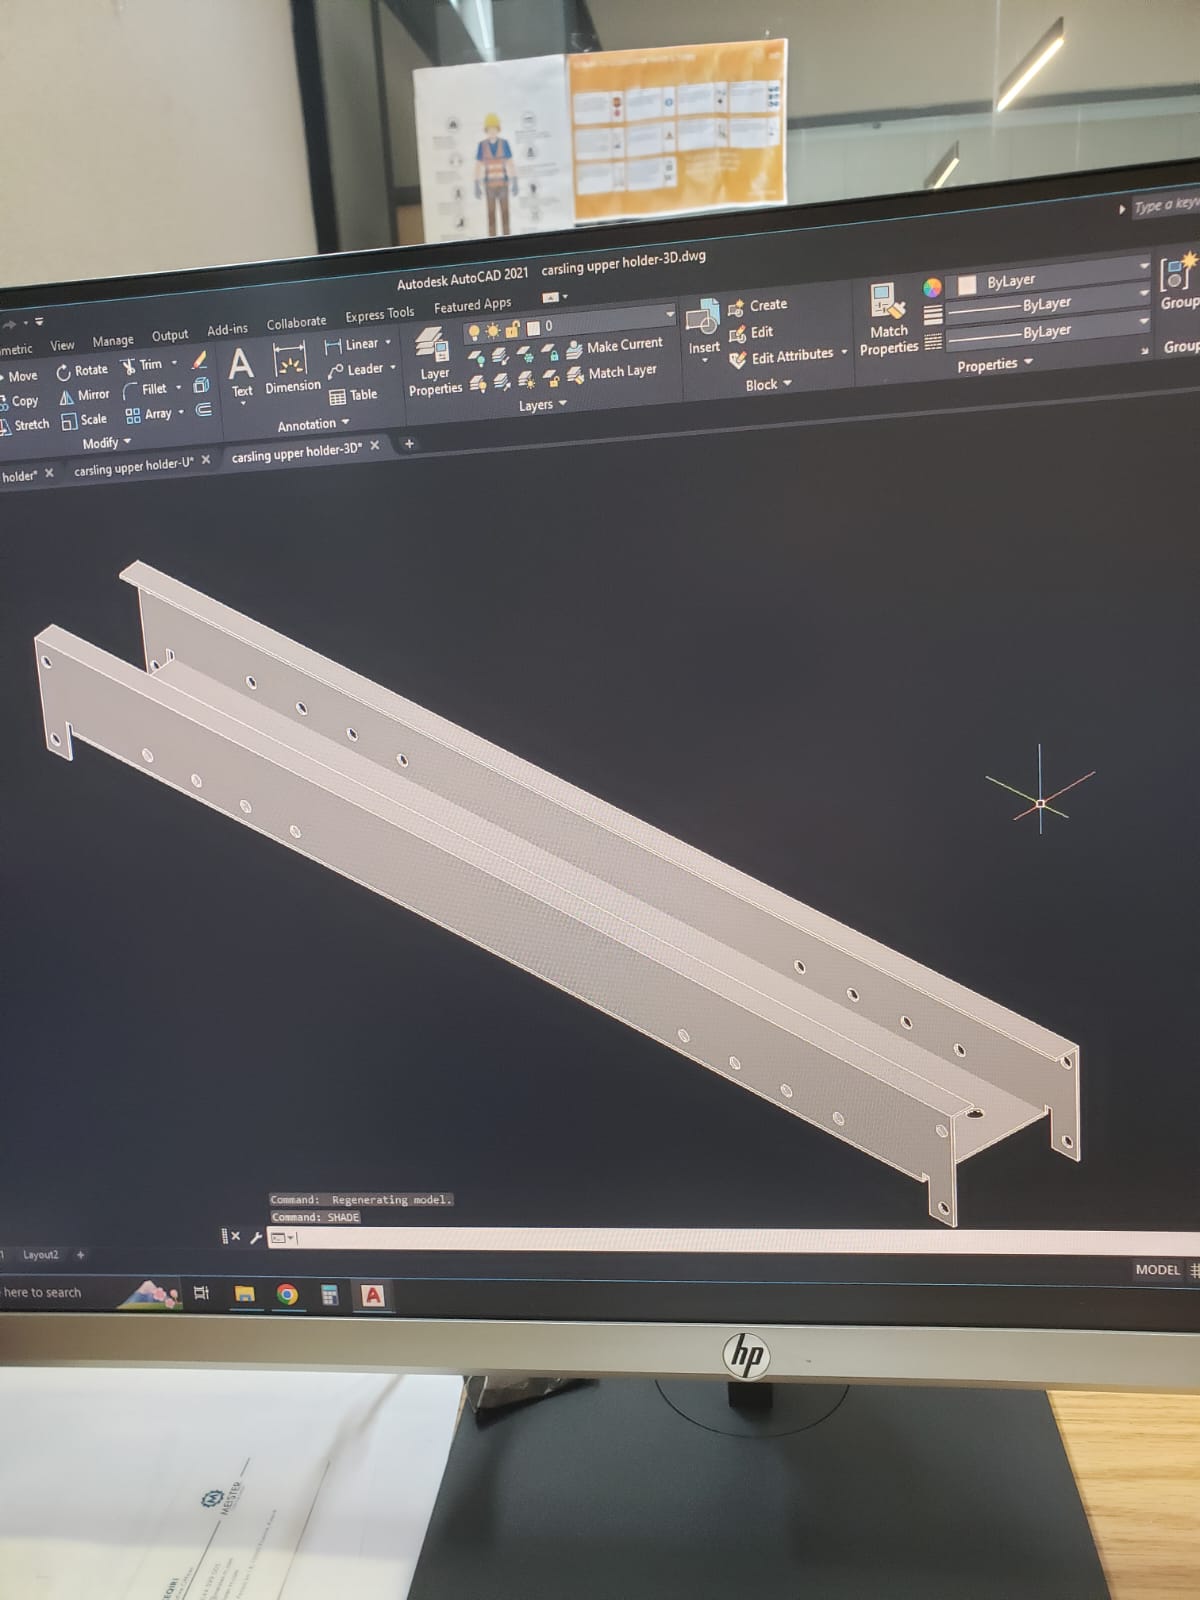 Autodesk AutoCAD 2021 carsling upper holder-3D.dwg
Type a keyw
metric View Manage Output Add-ins Collaborate Express Tools Featured Apps
Move Rotate Trim
Copy Mirror Fillet
Stretch Scale Array
Modify
Text
Dimension
Linear
Leader
Table
Annotation
Layer
Properties
0
Make Current
Match Layer
Layers
Insert
Create
Edit
Edit Attributes
Block
Match
Properties
ByLayer
ByLayer
ByLayer
Properties
Group
Group
holder* carsling upper holder-U* carsling upper holder-3D*
Command: Regenerating model.
Command: SHADE
Layout2 +
MODEL
here to search
hp
MEISTER